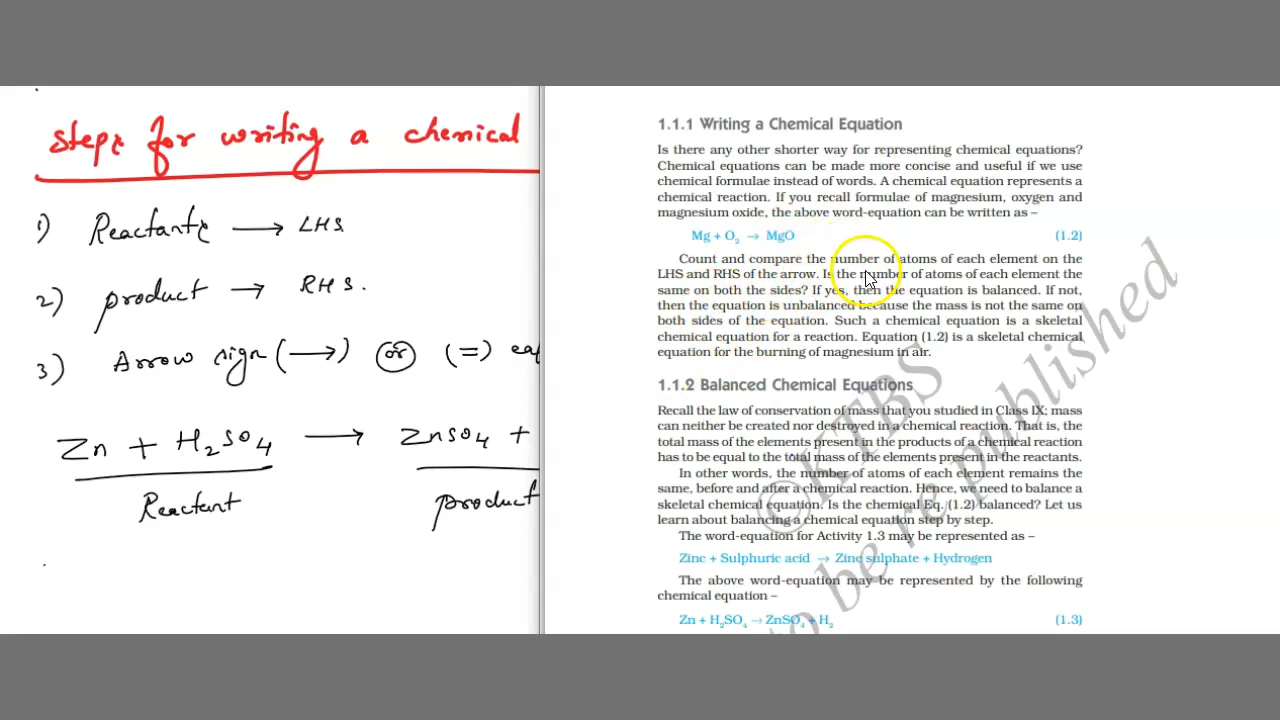 Steps for writing a chemical
1) Reactants → LHS
2) product → RHS.
3) Arrow sign (→) or (=)
Zn + H₂SO₄ → ZnSO₄ +
Reactant product
1.1.1 Writing a Chemical Equation
Is there any other shorter way for representing chemical equations?
Chemical equations can be made more concise and useful if we use
chemical formulae instead of words. A chemical equation represents a
chemical reaction. If you recall formulae of magnesium, oxygen and
magnesium oxide, the above word-equation can be written as –
Mg + O₂ → MgO (1.2)
Count and compare the number of atoms of each element on the
LHS and RHS of the arrow. Is the number of atoms of each element the
same on both the sides? If yes, then the equation is balanced. If not,
then the equation is unbalanced because the mass is not the same on
both sides of the equation. Such a chemical equation is a skeletal
chemical equation for a reaction. Equation (1.2) is a skeletal chemical
equation for the burning of magnesium in air.
1.1.2 Balanced Chemical Equations
Recall the law of conservation of mass that you studied in Class IX; mass
can neither be created nor destroyed in a chemical reaction. That is, the
total mass of the elements present in the products of a chemical reaction
has to be equal to the total mass of the elements present in the reactants.
In other words, the number of atoms of each element remains the
same, before and after a chemical reaction. Hence, we need to balance a
skeletal chemical equation. Is the chemical Eq. (1.2) balanced? Let us
learn about balancing a chemical equation step by step.
The word-equation for Activity 1.3 may be represented as –
Zinc + Sulphuric acid → Zinc sulphate + Hydrogen
The above word-equation may be represented by the following
chemical equation –
Zn + H₂SO₄ → ZnSO₄ + H₂ (1.3)
©KTBS
to be republished